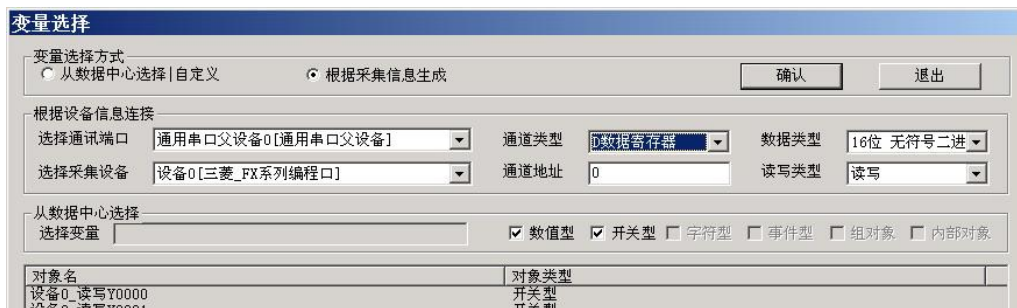 变量选择
变量选择方式
从数据中心选择|自定义 根据采集信息生成 确认 退出
根据设备信息连接
选择通讯端口 通用串口父设备0[通用串口父设备] 通道类型 D数据寄存器 数据类型 16位 无符号二进
选择采集设备 设备0[三菱_FX系列编程口] 通道地址 0 读写类型 读写
从数据中心选择
选择变量 数值型 开关型 字符型 事件型 组对象 内部对象
对象名 对象类型
设备0_读写Y0000 开关型